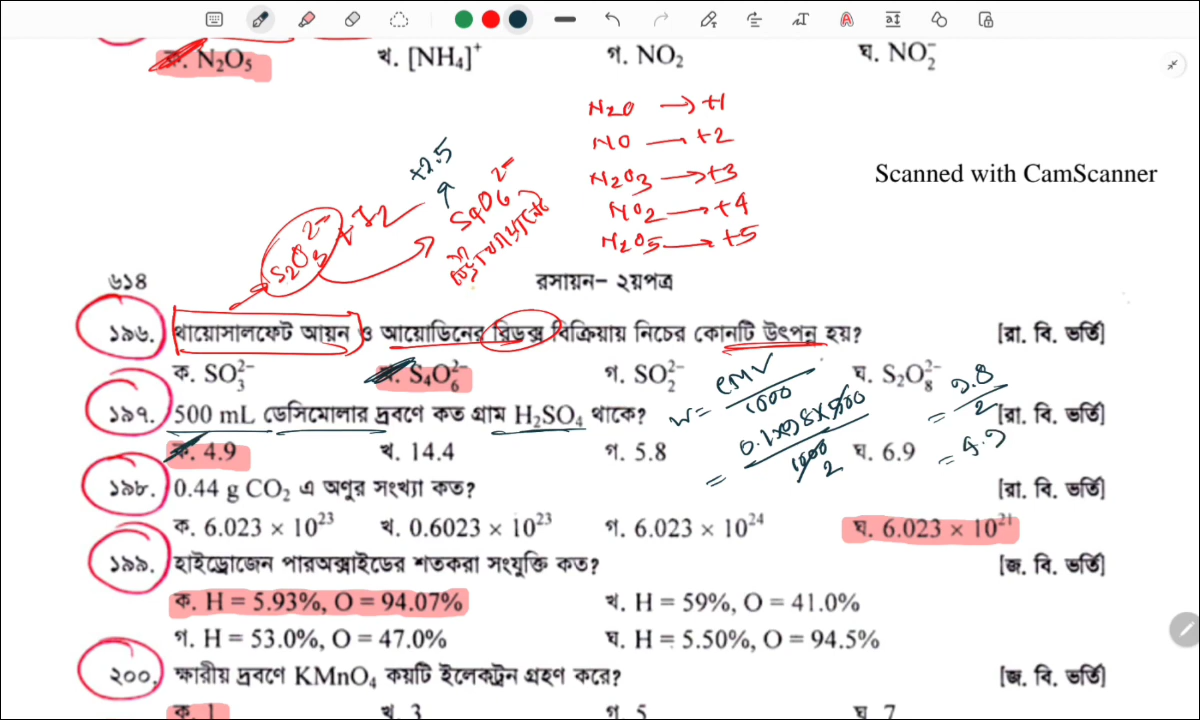 ক. N₂O₅ খ. [NH₄]⁺ গ. NO₂ ঘ. NO₂⁻
N₂O → +1
NO → +2
N₂O₃ → +3
NO₂ → +4
N₂O₅ → +5
+2.5
S₂O₃²⁻ + I₂ S₄O₆²⁻
Scanned with CamScanner
৬১৪ রসায়ন– ২য়পত্র
১৯৬. থায়োসালফেট আয়ন ও আয়োডিনের রিডক্স বিক্রিয়ায় নিচের কোনটি উৎপন্ন হয়? [রা. বি. ভর্তি]
ক. SO₃²⁻ খ. S₄O₆²⁻ গ. SO₂²⁻ ঘ. S₂O₈²⁻
১৯৭. 500 mL ডেসিমোলার দ্রবণে কত গ্রাম H₂SO₄ থাকে? [রা. বি. ভর্তি]
ক. 4.9 খ. 14.4 গ. 5.8 ঘ. 6.9
w = cMV / 1000
= 0.1×98×500 / 1000 2
= 9.8 / 2
= 4.9
১৯৮. 0.44 g CO₂ এ অণুর সংখ্যা কত? [রা. বি. ভর্তি]
ক. 6.023 × 10²³ খ. 0.6023 × 10²³ গ. 6.023 × 10²⁴ ঘ. 6.023 × 10²¹
১৯৯. হাইড্রোজেন পারঅক্সাইডের শতকরা সংযুক্তি কত? [জ. বি. ভর্তি]
ক. H = 5.93%, O = 94.07% খ. H = 59%, O = 41.0%
গ. H = 53.0%, O = 47.0% ঘ. H = 5.50%, O = 94.5%
২০০. ক্ষারীয় দ্রবণে KMnO₄ কয়টি ইলেকট্রন গ্রহণ করে? [জ. বি. ভর্তি]
ক. 1 খ. 3 গ. 5 ঘ. 7